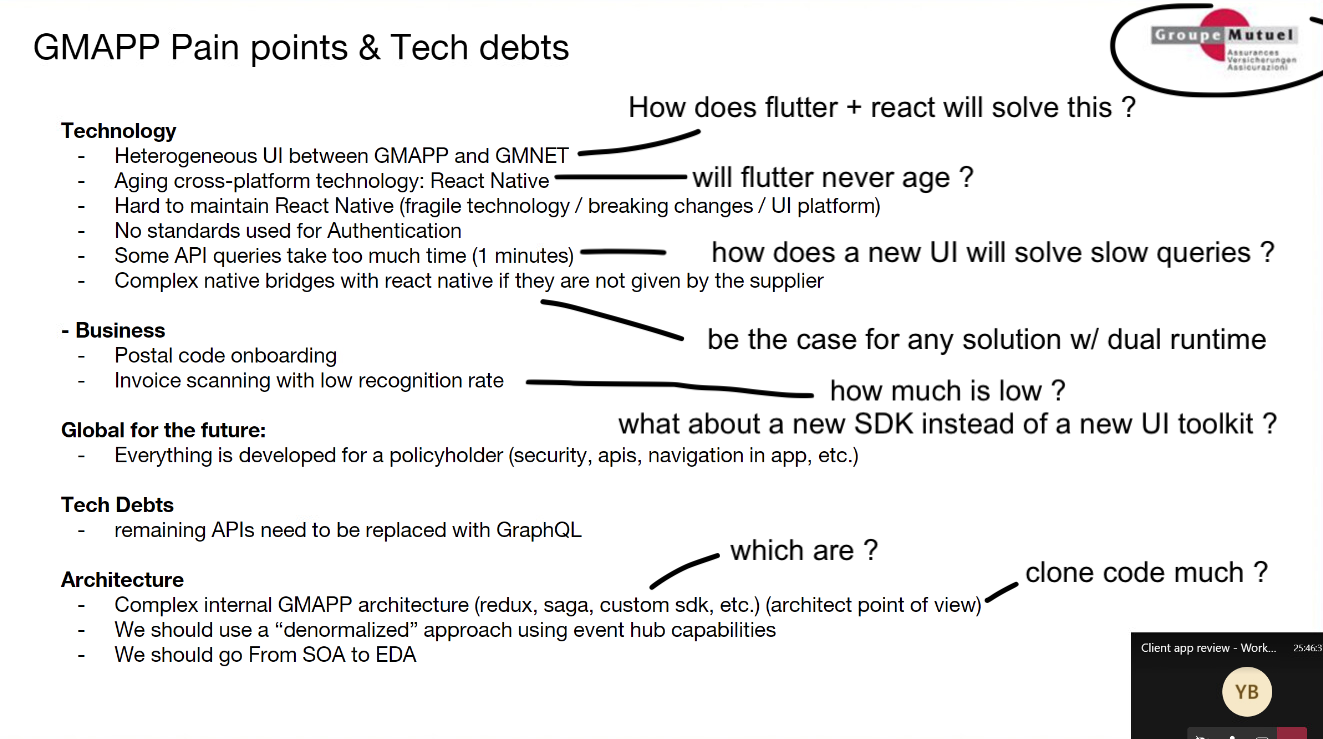 GMAPP Pain points & Tech debts
Groupe Mutuel
Assurances
Versicherungen
Assicurazioni
How does flutter + react will solve this ?
Technology
- Heterogeneous UI between GMAPP and GMNET
- Aging cross-platform technology: React Native
will flutter never age ?
- Hard to maintain React Native (fragile technology / breaking changes / UI platform)
- No standards used for Authentication
- Some API queries take too much time (1 minutes)
how does a new UI will solve slow queries ?
- Complex native bridges with react native if they are not given by the supplier
- Business
be the case for any solution w/ dual runtime
- Postal code onboarding
- Invoice scanning with low recognition rate
how much is low ?
what about a new SDK instead of a new UI toolkit ?
Global for the future:
- Everything is developed for a policyholder (security, apis, navigation in app, etc.)
Tech Debts
- remaining APIs need to be replaced with GraphQL
which are ?
clone code much ?
Architecture
- Complex internal GMAPP architecture (redux, saga, custom sdk, etc.) (architect point of view)
- We should use a “denormalized” approach using event hub capabilities
- We should go From SOA to EDA
Client app review - Work... 25:46:3
YB